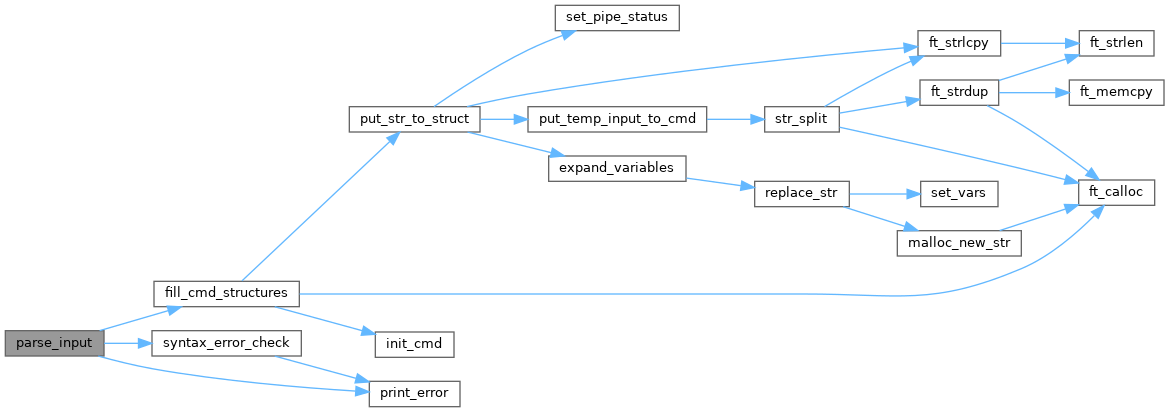 set_pipe_status
ft_strlcpy
ft_strlen
ft_strdup
ft_memcpy
put_str_to_struct
put_temp_input_to_cmd
str_split
expand_variables
replace_str
set_vars
ft_calloc
malloc_new_str
fill_cmd_structures
parse_input
syntax_error_check
init_cmd
print_error